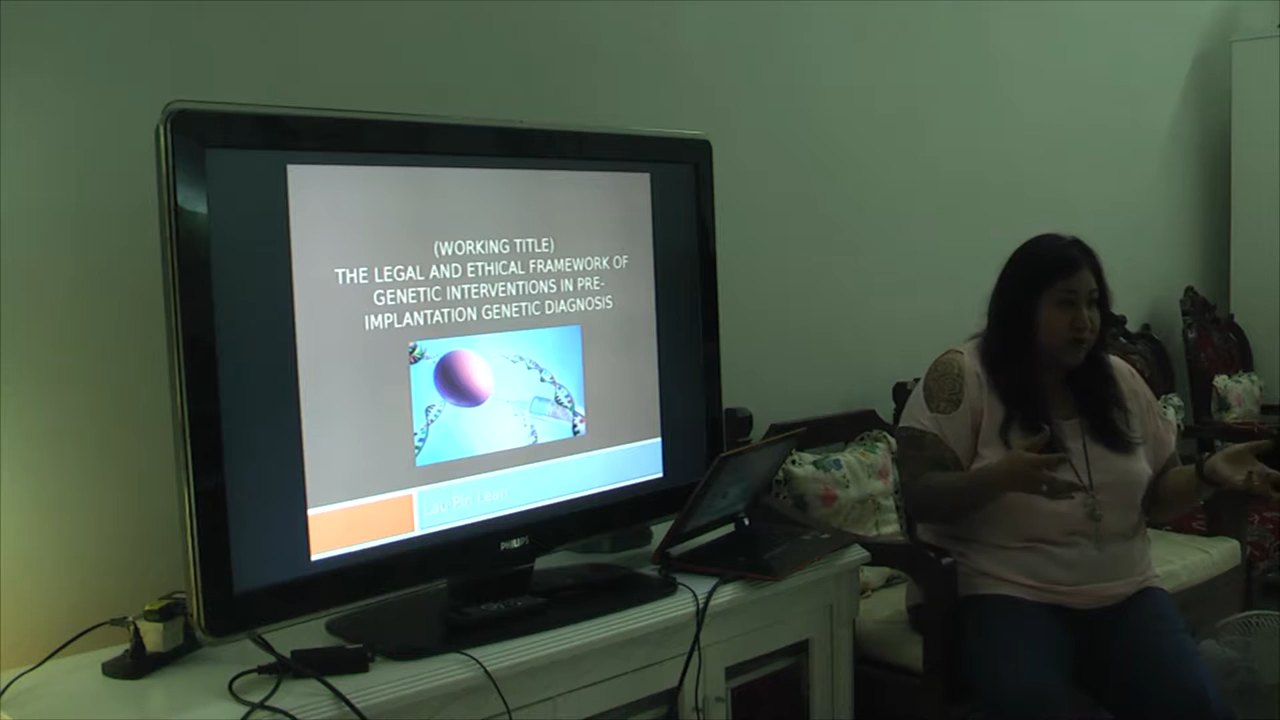 (WORKING TITLE)
THE LEGAL AND ETHICAL FRAMEWORK OF
GENETIC INTERVENTIONS IN PRE-
IMPLANTATION GENETIC DIAGNOSIS
Lau Pin Lean
PHILIPS